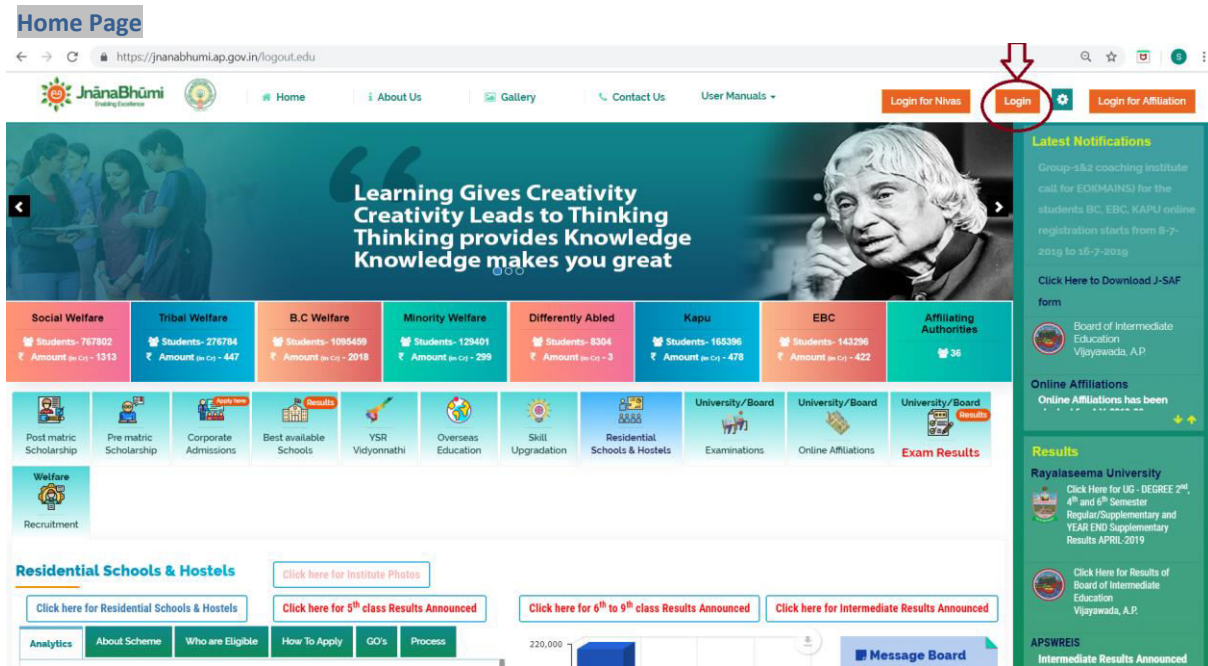 Home Page
https://jnanabhumi.ap.gov.in/logout.edu
S
JnānaBhūmi
Enabling Excellence
Home
About Us
Gallery
Contact Us
User Manuals
Login for Nivas
Login
Login for Affiliation
Learning Gives Creativity
Creativity Leads to Thinking
Thinking provides Knowledge
Knowledge makes you great
Latest Notifications
Group-1&2 coaching institute
call for EOI(MAINS) for the
students BC, EBC, KAPU online
registration starts from 8-7-
2019 to 16-7-2019
Click Here to Download J-SAF
form
Board of Intermediate
Education
Vijayawada, A.P.
Online Affiliations
Online Affiliations has been
Social Welfare
Students- 767802
₹ Amount (in Cr) - 1313
Tribal Welfare
Students- 276784
₹ Amount (in Cr) - 447
B.C Welfare
Students- 1095459
₹ Amount (in Cr) - 2018
Minority Welfare
Students- 129401
₹ Amount (in Cr) - 299
Differently Abled
Students- 8304
₹ Amount (in Cr) - 3
Kapu
Students- 165396
₹ Amount (in Cr) - 478
EBC
Students- 143296
₹ Amount (in Cr) - 422
Affiliating
Authorities
36
Post matric
Scholarship
Pre matric
Scholarship
Apply here
Corporate
Admissions
Results
Best available
Schools
YSR
Vidyonnathi
Overseas
Education
Skill
Upgradation
Residential
Schools & Hostels
University/Board
Examinations
University/Board
Online Affiliations
University/Board
Results
Exam Results
Welfare
Recruitment
Results
Rayalaseema University
Click Here for UG - DEGREE 2nd,
4th and 6th Semester
Regular/Supplementary and
YEAR END Supplementary
Results APRIL-2019
Click Here for Results of
Board of Intermediate
Education
Vijayawada, A.P.
APSWREIS
Intermediate Results Announced
Residential Schools & Hostels
Click here for Institute Photos
Click here for Residential Schools & Hostels
Click here for 5th class Results Announced
Click here for 6th to 9th class Results Announced
Click here for Intermediate Results Announced
Analytics
About Scheme
Who are Eligible
How To Apply
GO's
Process
220,000
Message Board